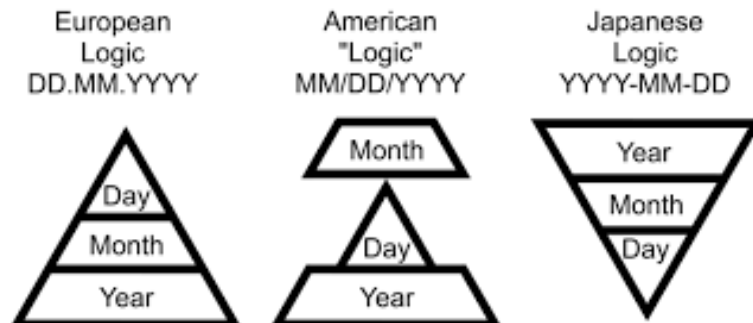 European
Logic
DD.MM.YYYY
Day
Month
Year
American
"Logic"
MM/DD/YYYY
Month
Day
Year
Japanese
Logic
YYYY-MM-DD
Year
Month
Day